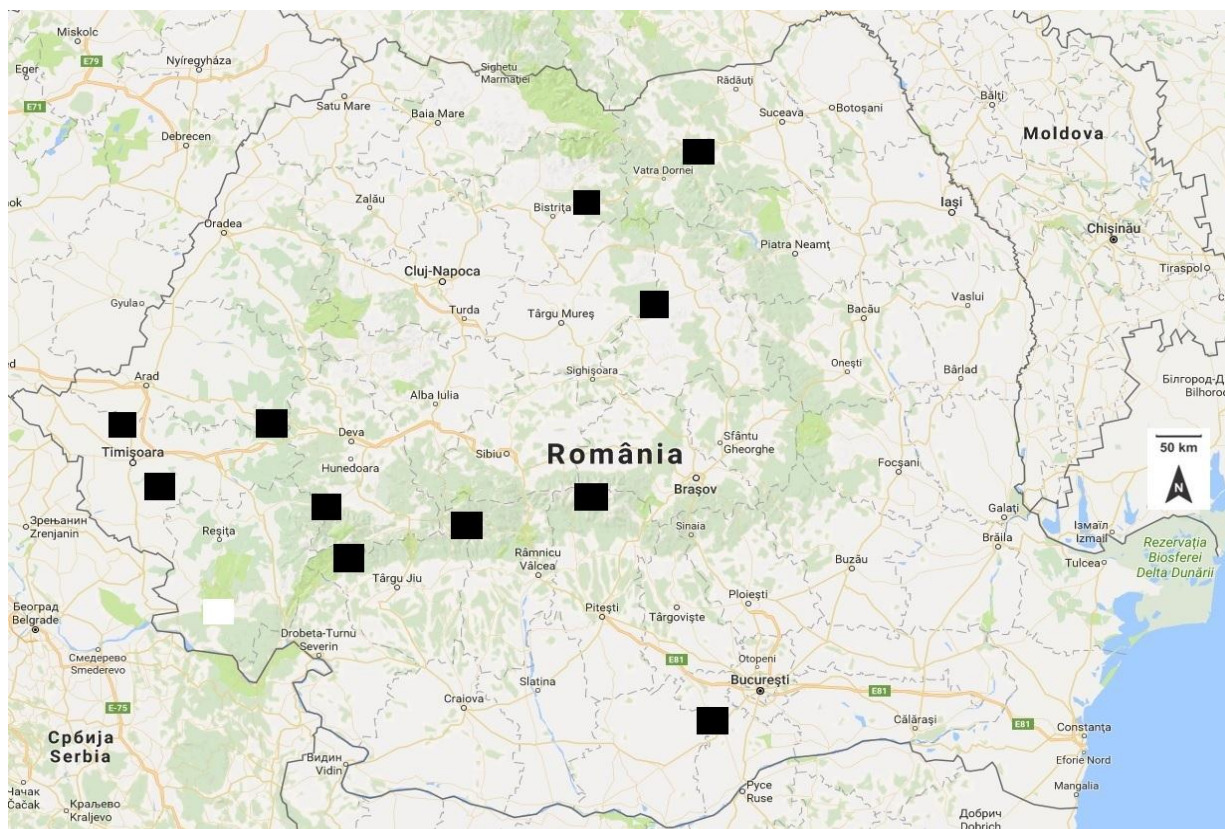 Miskolc
Nyíregyháza
Eger
E79
E71
Debrecen
Sighetu
Marmației
Satu Mare
Baia Mare
Rădăuți
Suceava
Botoșani
Bălți
Moldova
Vatra Dornei
Zalău
Bistrița
Oradea
Iași
Chișinău
Piatra Neamț
Tiraspol
Cluj-Napoca
Gyula
Turda
Târgu Mureș
Bacău
Vaslui
Sighișoara
Onești
Bârlad
Arad
Alba Iulia
Білгород-Д
Bilhorod
Timișoara
Deva
Hunedoara
Sibiu
România
Sfântu
Gheorghe
Brașov
Focșani
50 km
N
Зрењанин
Zrenjanin
Reșița
Sinaia
Galați
Brăila
Ізмаїл
Izmail
Tulcea
Rezervația
Biosferei
Delta Dunării
Râmnicu
Vâlcea
Târgu Jiu
Buzău
Ploiești
Pitești
Târgoviște
Београд
Belgrade
Смедерево
Smederevo
Drobeta-Turnu
Severin
E81
Otopeni
București
E81
Slatina
Craiova
Călărași
E81
Constanța
Eforie Nord
Mangalia
E-75
Србија
Serbia
Видин
Vidin
Чачак
Čačak
Краљево
Kraljevo
Русе
Ruse
Добрич
Dobrich